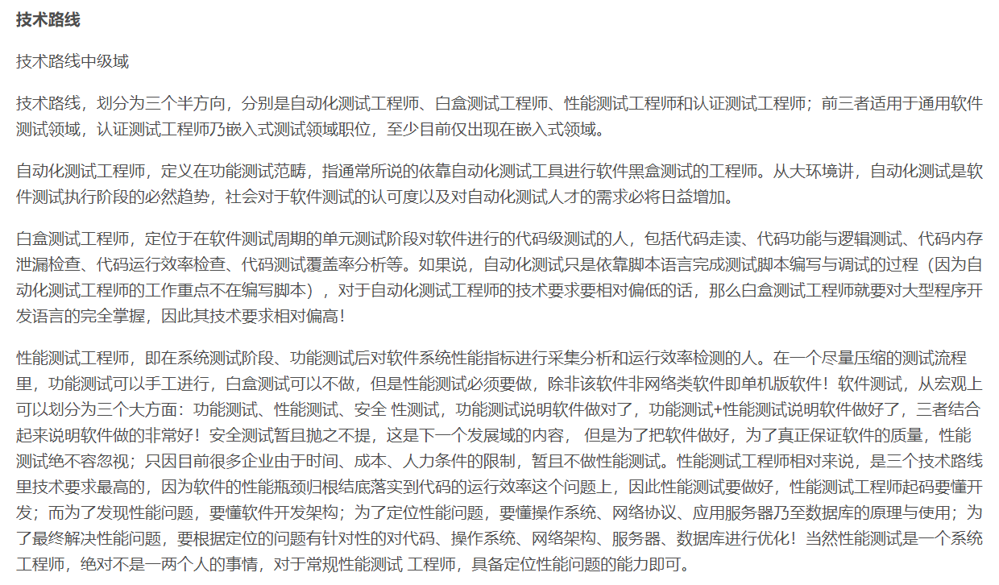 技术路线
技术路线中级域
技术路线，划分为三个半方向，分别是自动化测试工程师、白盒测试工程师、性能测试工程师和认证测试工程师；前三者适用于通用软件
测试领域，认证测试工程师乃嵌入式测试领域职位，至少目前仅出现在嵌入式领域。
自动化测试工程师，定义在功能测试范畴，指通常所说的依靠自动化测试工具进行软件黑盒测试的工程师。从大环境讲，自动化测试是软
件测试执行阶段的必然趋势，社会对于软件测试的认可度以及对自动化测试人才的需求必将日益增加。
白盒测试工程师，定位于在软件测试周期的单元测试阶段对软件进行的代码级测试的人，包括代码走读、代码功能与逻辑测试、代码内存
泄漏检查、代码运行效率检查、代码测试覆盖率分析等。如果说，自动化测试只是依靠脚本语言完成测试脚本编写与调试的过程（因为自
动化测试工程师的工作重点不在编写脚本），对于自动化测试工程师的技术要求要相对偏低的话，那么白盒测试工程师就要对大型程序开
发语言的完全掌握，因此其技术要求相对偏高！
性能测试工程师，即在系统测试阶段、功能测试后对软件系统性能指标进行采集分析和运行效率检测的人。在一个尽量压缩的测试流程
里，功能测试可以手工进行，白盒测试可以不做，但是性能测试必须要做，除非该软件非网络类软件即单机版软件！软件测试，从宏观上
可以划分为三个大方面：功能测试、性能测试、安全 性测试，功能测试说明软件做对了，功能测试+性能测试说明软件做好了，三者结合
起来说明软件做的非常好！安全测试暂且抛之不提，这是下一个发展域的内容， 但是为了把软件做好，为了真正保证软件的质量，性能
测试绝不容忽视；只因目前很多企业由于时间、成本、人力条件的限制，暂且不做性能测试。性能测试工程师相对来说，是三个技术路线
里技术要求最高的，因为软件的性能瓶颈归根结底落实到代码的运行效率这个问题上，因此性能测试要做好，性能测试工程师起码要懂开
发；而为了发现性能问题，要懂软件开发架构；为了定位性能问题，要懂操作系统、网络协议、应用服务器乃至数据库的原理与使用；为
了最终解决性能问题，要根据定位的问题有针对性的对代码、操作系统、网络架构、服务器、数据库进行优化！当然性能测试是一个系统
工程师，绝对不是一两个人的事情，对于常规性能测试 工程师，具备定位性能问题的能力即可。